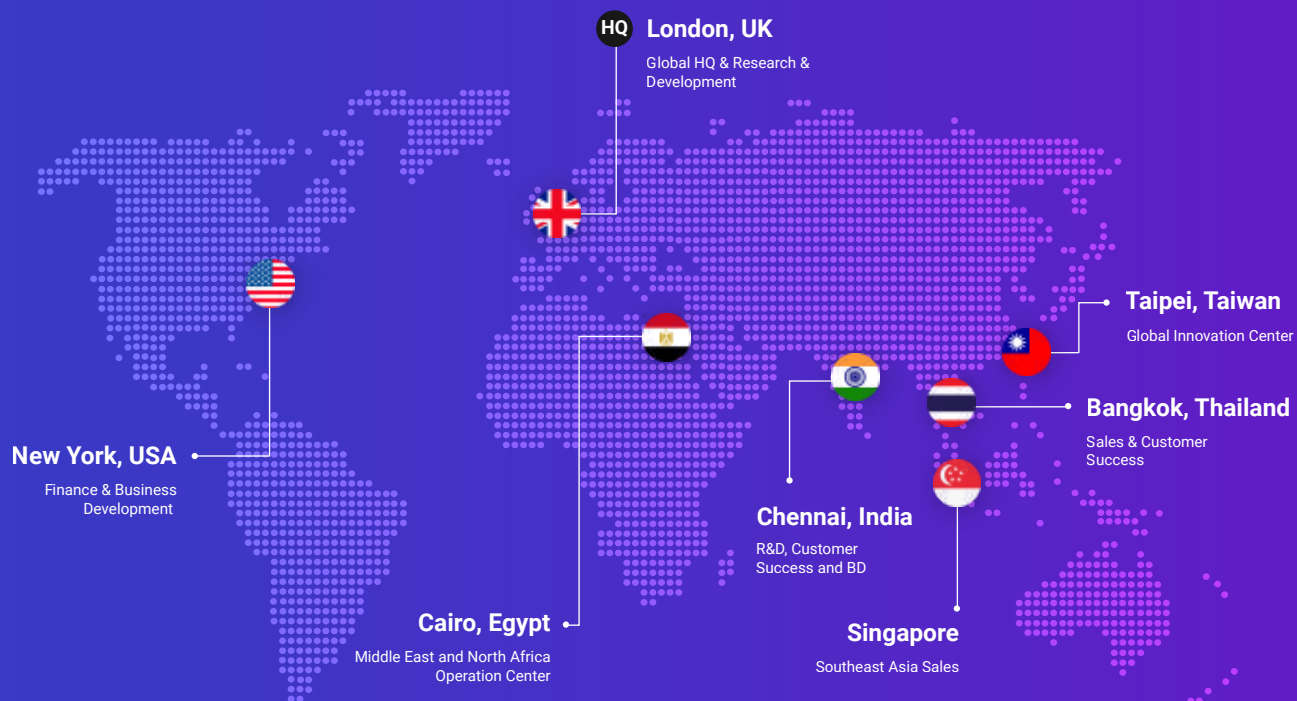 HQ
London, UK
Global HQ & Research &
Development
Taipei, Taiwan
Global Innovation Center
Bangkok, Thailand
Sales & Customer
Success
New York, USA
Finance & Business
Development
Chennai, India
R&D, Customer
Success and BD
Cairo, Egypt
Middle East and North Africa
Operation Center
Singapore
Southeast Asia Sales